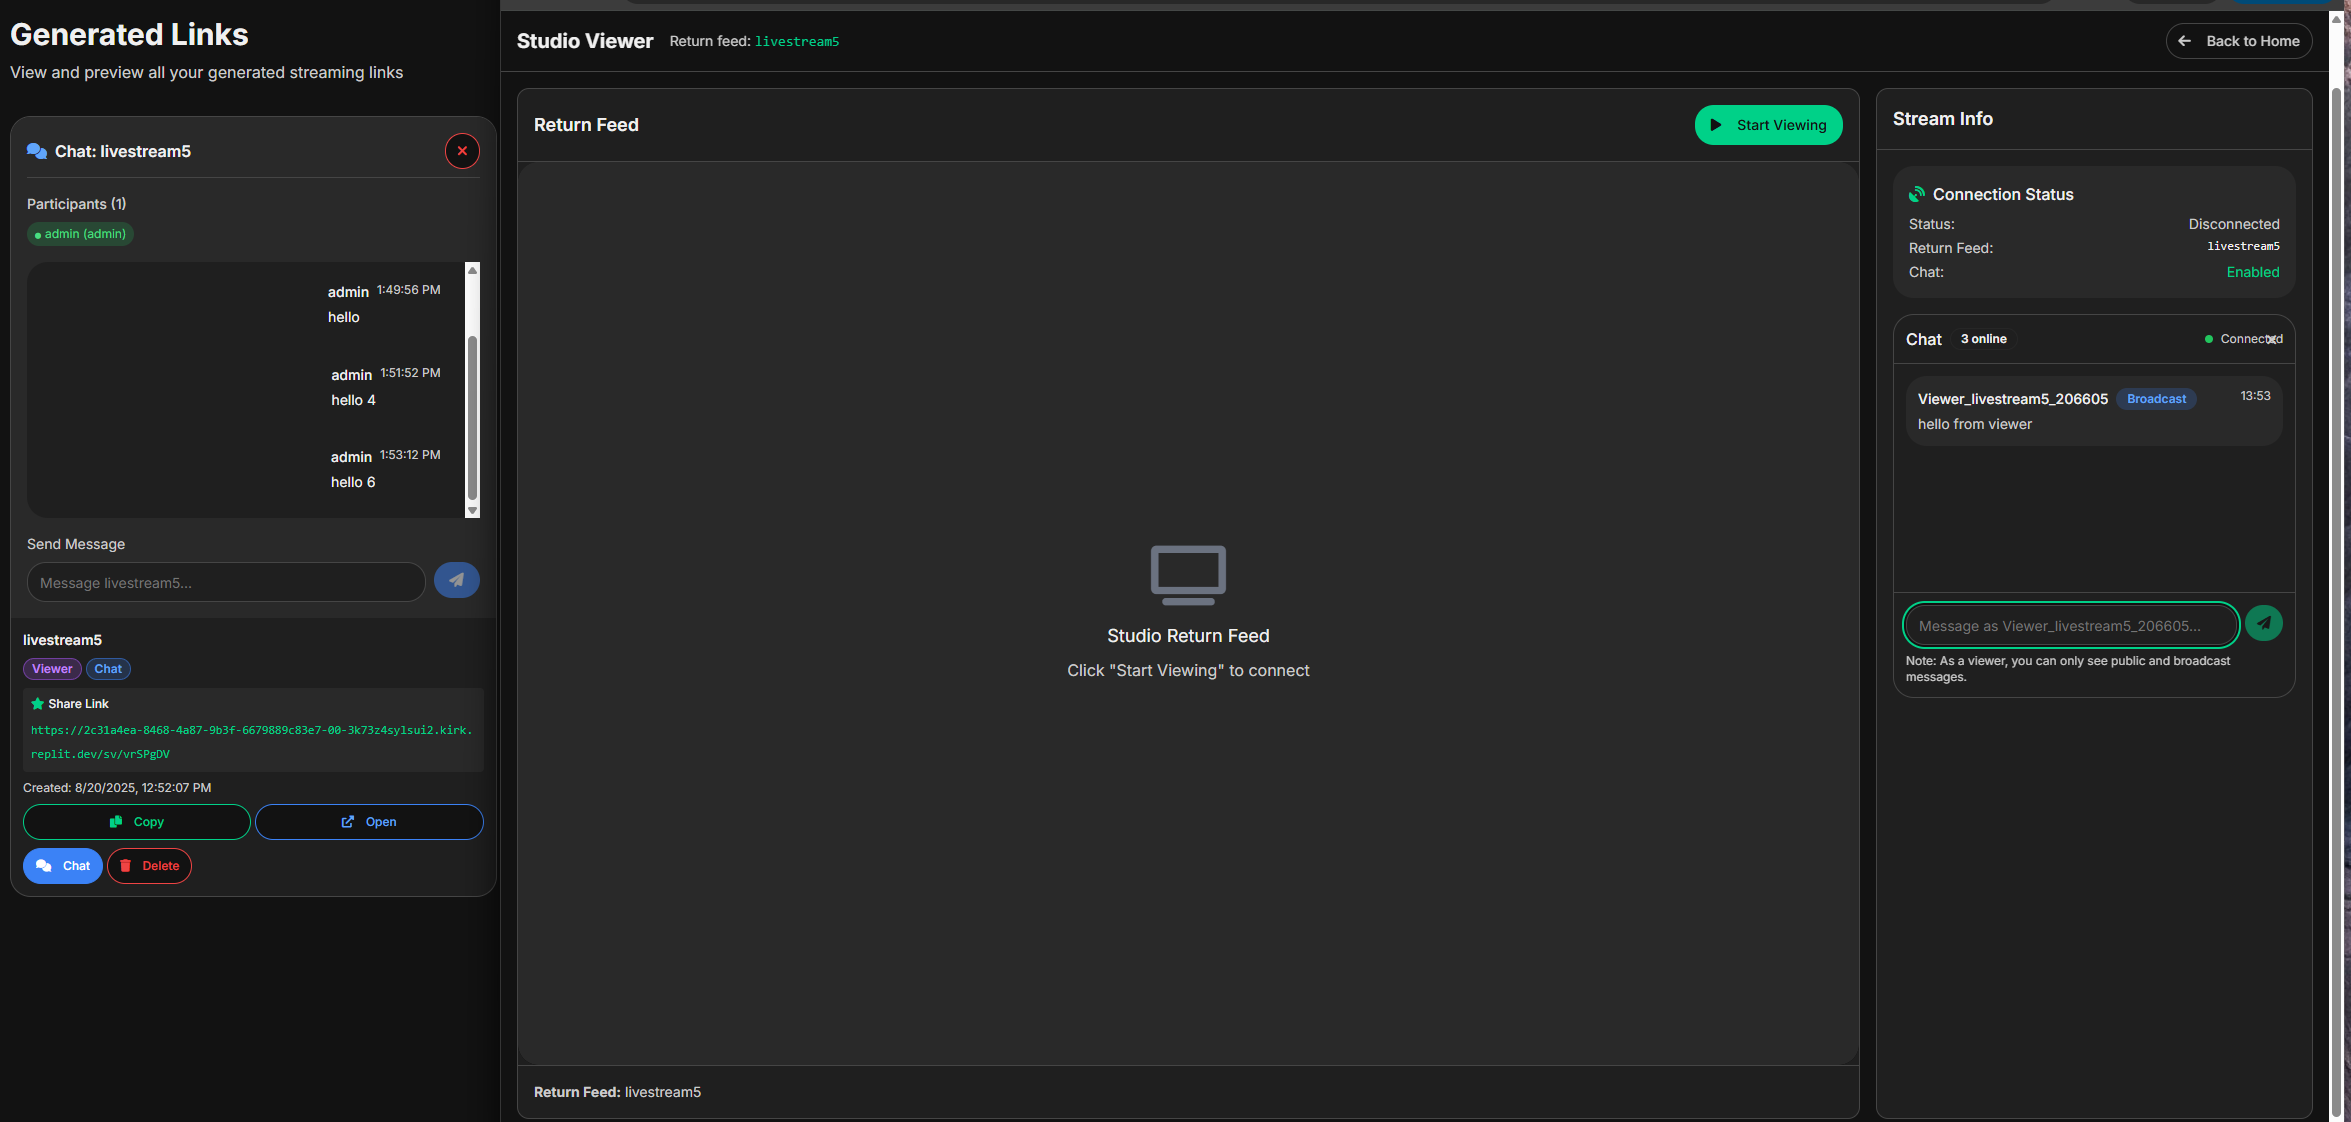 Generated Links
View and preview all your generated streaming links
Chat: livestream5
Participants (1)
admin (admin)
admin 1:49:56 PM
hello
admin 1:51:52 PM
hello 4
admin 1:53:12 PM
hello 6
Send Message
Message livestream5...
livestream5
Viewer Chat
Share Link
https://2c31a4ea-8468-4a87-9b3f-6679889c83e7-00-3k73z4sylsui2.kirk.
replit.dev/sv/vrSPgDV
Created: 8/20/2025, 12:52:07 PM
Copy Open
Chat Delete
Studio Viewer Return feed: livestream5
Back to Home
Return Feed
Start Viewing
Studio Return Feed
Click "Start Viewing" to connect
Return Feed: livestream5
Stream Info
Connection Status
Status: Disconnected
Return Feed: livestream5
Chat: Enabled
Chat 3 online Connected
Viewer_livestream5_206605 Broadcast 13:53
hello from viewer
Message as Viewer_livestream5_206605...
Note: As a viewer, you can only see public and broadcast
messages.